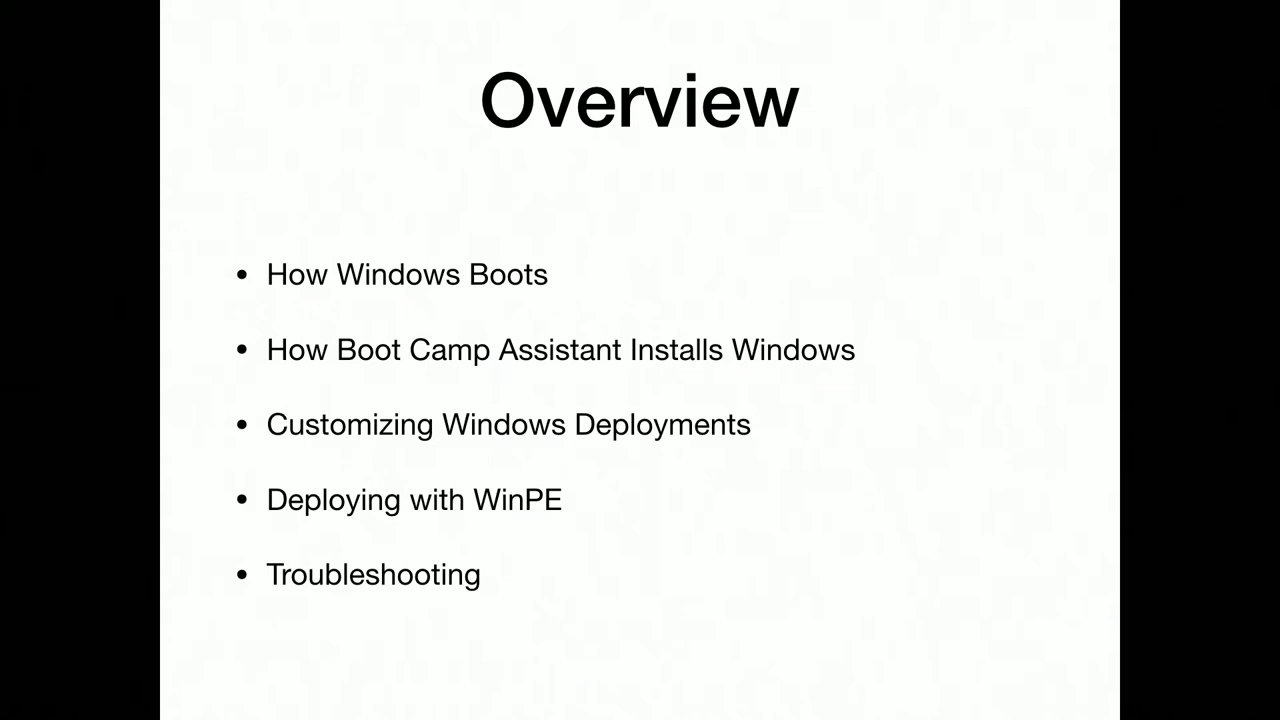 Overview
• How Windows Boots
• How Boot Camp Assistant Installs Windows
• Customizing Windows Deployments
• Deploying with WinPE
• Troubleshooting